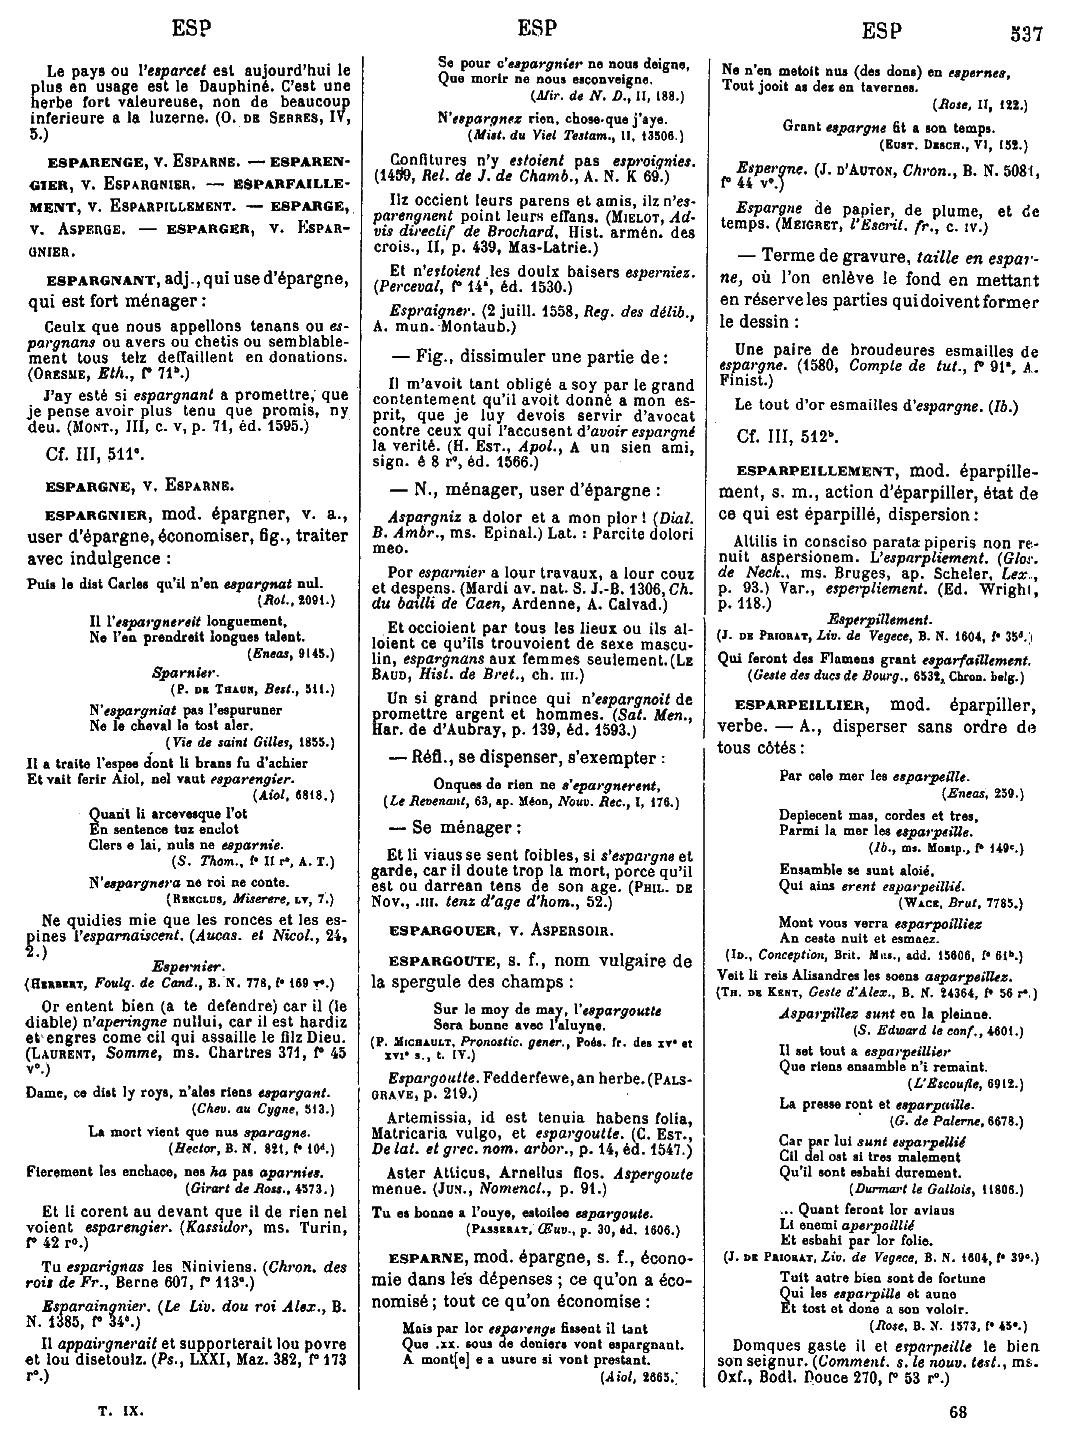 ESP
ESP
ESP 537
Le pays ou l'esparcet est aujourd'hui le
plus en usage est le Dauphiné. C'est une
herbe fort valeureuse, non de beaucoup
inferieure a la luzerne. (O. DE SERRES, IV,
5.)
ESPARENGE, V. ESPARNE. — ESPAREN-
GIER, V. ESPARGNIER. — ESPARFAILLE-
MENT, V. ESPARPILLEMENT. — ESPARGE,
V. ASPERGE. — ESPARGER, V. ESPAR-
GNIER.
ESPARGNANT, adj., qui use d'épargne,
qui est fort ménager :
Ceulx que nous appellons tenans ou es-
pargnans ou avers ou chetis ou semblable-
ment tous telz deffaillent en donations.
(ORESME, Eth., f° 71ᵇ.)
J'ay esté si espargnant a promettre, que
je pense avoir plus tenu que promis, ny
deu. (MONT., III, c. v, p. 71, éd. 1595.)
Cf. III, 511ᵃ.
ESPARGNE, V. ESPARNE.
ESPARGNIER, mod. épargner, v. a.,
user d'épargne, économiser, fig., traiter
avec indulgence :
Puis le dist Carles qu'il n'en espargnat nul.
(Rol., 2091.)
Il l'espargnereit longuement,
Ne l'en prendreit longues talent.
(Eneas, 9145.)
Sparnier.
(P. DE THAUN, Best., 511.)
N'espargniat pas l'espuruner
Ne le cheval le tost aler.
(Vie de saint Gilles, 1855.)
Il a traite l'espee dont li brans fu d'achier
Et vait ferir Aiol, nel vaut esparengier.
(Aiol, 6818.)
Quant li arcevesque l'ot
En sentence tuz enclot
Clers e lai, nuls ne esparnie.
(S. Thom., f° II r°, A. T.)
N'espargnera ne roi ne conte.
(RENCLUS, Miserere, LV, 7.)
Ne quidies mie que les ronces et les es-
pines l'esparnaiscent. (Aucas. et Nicol., 24,
2.)
Espernier.
(HERBERT, Foulq. de Cand., B. N. 778, f° 169 r°.)
Or entent bien (a te defendre) car il (le
diable) n'aperingne nullui, car il est hardiz
et engres come cil qui assaille le filz Dieu.
(LAURENT, Somme, ms. Chartres 371, f° 45
v°.)
Dame, ce dist ly roys, n'ales riens espargant.
(Chev. au Cygne, 513.)
La mort vient que nus sparagne.
(Hector, B. N. 821, f° 10ᵈ.)
Fierement les enchace, nes ha pas aparnies.
(Girart de Ross., 4573.)
Et li corent au devant que il de rien nel
voient esparengier. (Kassidor, ms. Turin,
f° 42 r°.)
Tu esparignas les Niniviens. (Chron. des
rois de Fr., Berne 607, f° 113ᵃ.)
Esparaingnier. (Le Liv. dou roi Alex., B.
N. 1385, f° 34ᵃ.)
Il appairgnerait et supporterait lou povre
et lou disetoulz. (Ps., LXXI, Maz. 382, f° 173
r°.)
Se pour c'espargnier ne nous deigne,
Que morir ne nous esconveigne.
(Mir. de N. D., II, 188.)
N'espargnez rien, chose que j'aye.
(Mist. du Viel Testam., II, 13506.)
Confitures n'y estoient pas esproignies.
(1459, Rel. de J. de Chamb., A. N. K 69.)
Ilz occient leurs parens et amis, ilz n'es-
parengnent point leurs effans. (MIELOT, Ad-
vis directif de Brochard, Hist. armén. des
crois., II, p. 439, Mas-Latrie.)
Et n'estoient les doulx baisers esperniez.
(Perceval, f° 14ᵃ, éd. 1530.)
Espraigner. (2 juill. 1558, Reg. des délib.,
A. mun. Montaub.)
— Fig., dissimuler une partie de :
Il m'avoit tant obligé a soy par le grand
contentement qu'il avoit donné a mon es-
prit, que je luy devois servir d'avocat
contre ceux qui l'accusent d'avoir espargné
la verité. (H. EST., Apol., A un sien ami,
sign. é 8 r°, éd. 1566.)
— N., ménager, user d'épargne :
Aspargniz a dolor et a mon plor ! (Dial.
B. Ambr., ms. Epinal.) Lat. : Parcite dolori
meo.
Por esparnier a lour travaux, a lour couz
et despens. (Mardi av. nat. S. J.-B. 1306, Ch.
du bailli de Caen, Ardenne, A. Calvad.)
Et occioient par tous les lieux ou ils al-
loient ce qu'ils trouvoient de sexe mascu-
lin, espargnans aux femmes seulement. (LE
BAUD, Hist. de Bret., ch. III.)
Un si grand prince qui n'espargnoit de
promettre argent et hommes. (Sat. Men.,
Har. de d'Aubray, p. 139, éd. 1593.)
— Réfl., se dispenser, s'exempter :
Onques de rien ne s'epargnerent,
(Le Revenant, 63, ap. Méon, Nouv. Rec., I, 176.)
— Se ménager :
Et li viaus se sent foibles, si s'espargne et
garde, car il doute trop la mort, porce qu'il
est ou darrean tens de son age. (PHIL. DE
NOV., .III. tenz d'age d'hom., 52.)
ESPARGOUER, V. ASPERSOIR.
ESPARGOUTE, s. f., nom vulgaire de
la spergule des champs :
Sur le moy de may, l'espargoutte
Sera bonne avec l'aluyne.
(P. MICHAULT, Pronostic. gener., Poés. fr. des XVᵉ et
XVIᵉ s., t. IV.)
Espargoutte. Fedderfewe, an herbe. (PALS-
GRAVE, p. 219.)
Artemissia, id est tenuia habens folia,
Matricaria vulgo, et espargoutte. (C. EST.,
De lat. et grec. nom. arbor., p. 14, éd. 1547.)
Aster Atticus, Arnellus flos. Aspergoute
menue. (JUN., Nomencl., p. 91.)
Tu es bonne a l'ouye, estoilee espargoute.
(PASSERAT, Œuv., p. 30, éd. 1606.)
ESPARNE, mod. épargne, s. f., écono-
mie dans les dépenses ; ce qu'on a éco-
nomisé ; tout ce qu'on économise :
Mais par lor esparenge fissent il tant
Que .xx. sous de deniers vont espargnant.
A mont[e] e a usure si vont prestant.
(Aiol, 2665.)
Ne n'en metoit nus (des dons) en espernes,
Tout jooit as dez en tavernes.
(Rose, II, 122.)
Grant espargne fit a son temps.
(EUST. DESCH., VI, 152.)
Espergne. (J. D'AUTON, Chron., B. N. 5081,
f° 44 v°.)
Espargne de papier, de plume, et de
temps. (MEIGRET, l'Escrit. fr., c. IV.)
— Terme de gravure, taille en espar-
ne, où l'on enlève le fond en mettant
en réserve les parties qui doivent former
le dessin :
Une paire de broudeures esmailles de
espargne. (1580, Compte de tut., f° 91ᵃ, A.
Finist.)
Le tout d'or esmailles d'espargne. (Ib.)
Cf. III, 512ᵇ.
ESPARPEILLEMENT, mod. éparpille-
ment, s. m., action d'éparpiller, état de
ce qui est éparpillé, dispersion :
Altilis in consciso parata piperis non re-
nuit aspersionem. L'esparpliement. (Glos.
de Neck., ms. Bruges, ap. Scheler, Lex.,
p. 93.) Var., esperpliement. (Ed. Wright,
p. 118.)
Esperpillement.
(J. DE PRIORAT, Liv. de Vegece, B. N. 1604, f° 35ᵈ.)
Qui feront des Flamens grant esparfaillement.
(Geste des ducs de Bourg., 6532, Chron. belg.)
ESPARPEILLIER, mod. éparpiller,
verbe. — A., disperser sans ordre de
tous côtés :
Par cele mer les esparpeille.
(Eneas, 259.)
Depiecent mas, cordes et tres,
Parmi la mer les esparpeille.
(Ib., ms. Montp., f° 149ᶜ.)
Ensamble se sunt aloié,
Qui ains erent esparpeillié.
(WACE, Brut, 7785.)
Mont vous verra esparpoilliez
An ceste nuit et esmaez.
(ID., Conception, Brit. Mus., add. 15606, f° 61ᵇ.)
Veit li reis Alisandres les soens asparpeillez.
(TH. DE KENT, Geste d'Alex., B. N. 24364, f° 56 r°.)
Asparpillez sunt en la pleinne.
(S. Edward le conf., 4601.)
Il set tout a esparpeillier
Que riens ensamble n'i remaint.
(L'Escoufle, 6912.)
La presse ront et esparpaille.
(G. de Palerne, 6678.)
Car par lui sunt esparpellié
Cil del ost si tres malement
Qu'il sont esbahi durement.
(Durmart le Gallois, 11806.)
... Quant feront lor aviaus
Li enemi aperpoillié
Et esbahi par lor folie.
(J. DE PRIORAT, Liv. de Vegece, B. N. 1604, f° 39ᵃ.)
Tuit autre bien sont de fortune
Qui les esparpille et aune
Et tost et done a son voloir.
(Rose, B. N. 1573, f° 45ᵃ.)
Domques gaste il et esparpeille le bien
son seignur. (Comment. s. le nouv. test., ms.
Oxf., Bodl. Douce 270, f° 53 r°.)
T. IX.
68